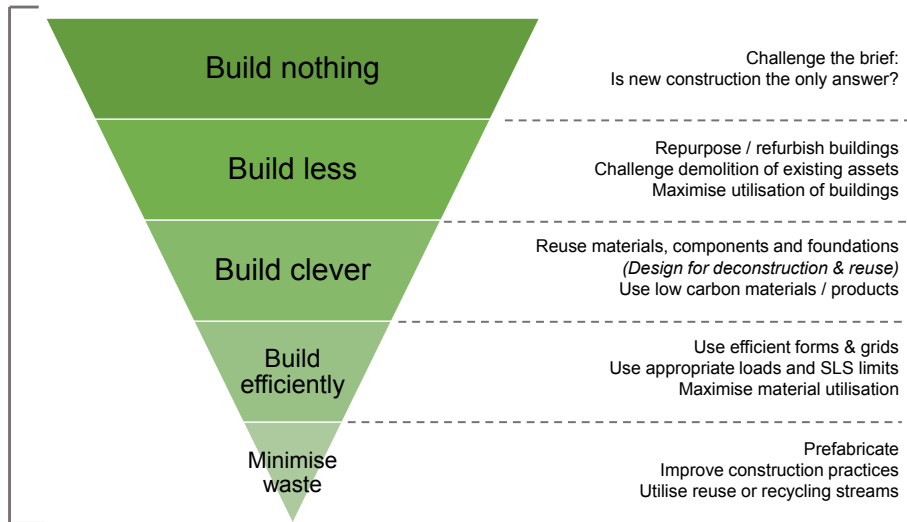 Build nothing
Challenge the brief:
Is new construction the only answer?
Build less
Repurpose / refurbish buildings
Challenge demolition of existing assets
Maximise utilisation of buildings
Build clever
Reuse materials, components and foundations
(Design for deconstruction & reuse)
Use low carbon materials / products
Build
efficiently
Use efficient forms & grids
Use appropriate loads and SLS limits
Maximise material utilisation
Minimise
waste
Prefabricate
Improve construction practices
Utilise reuse or recycling streams